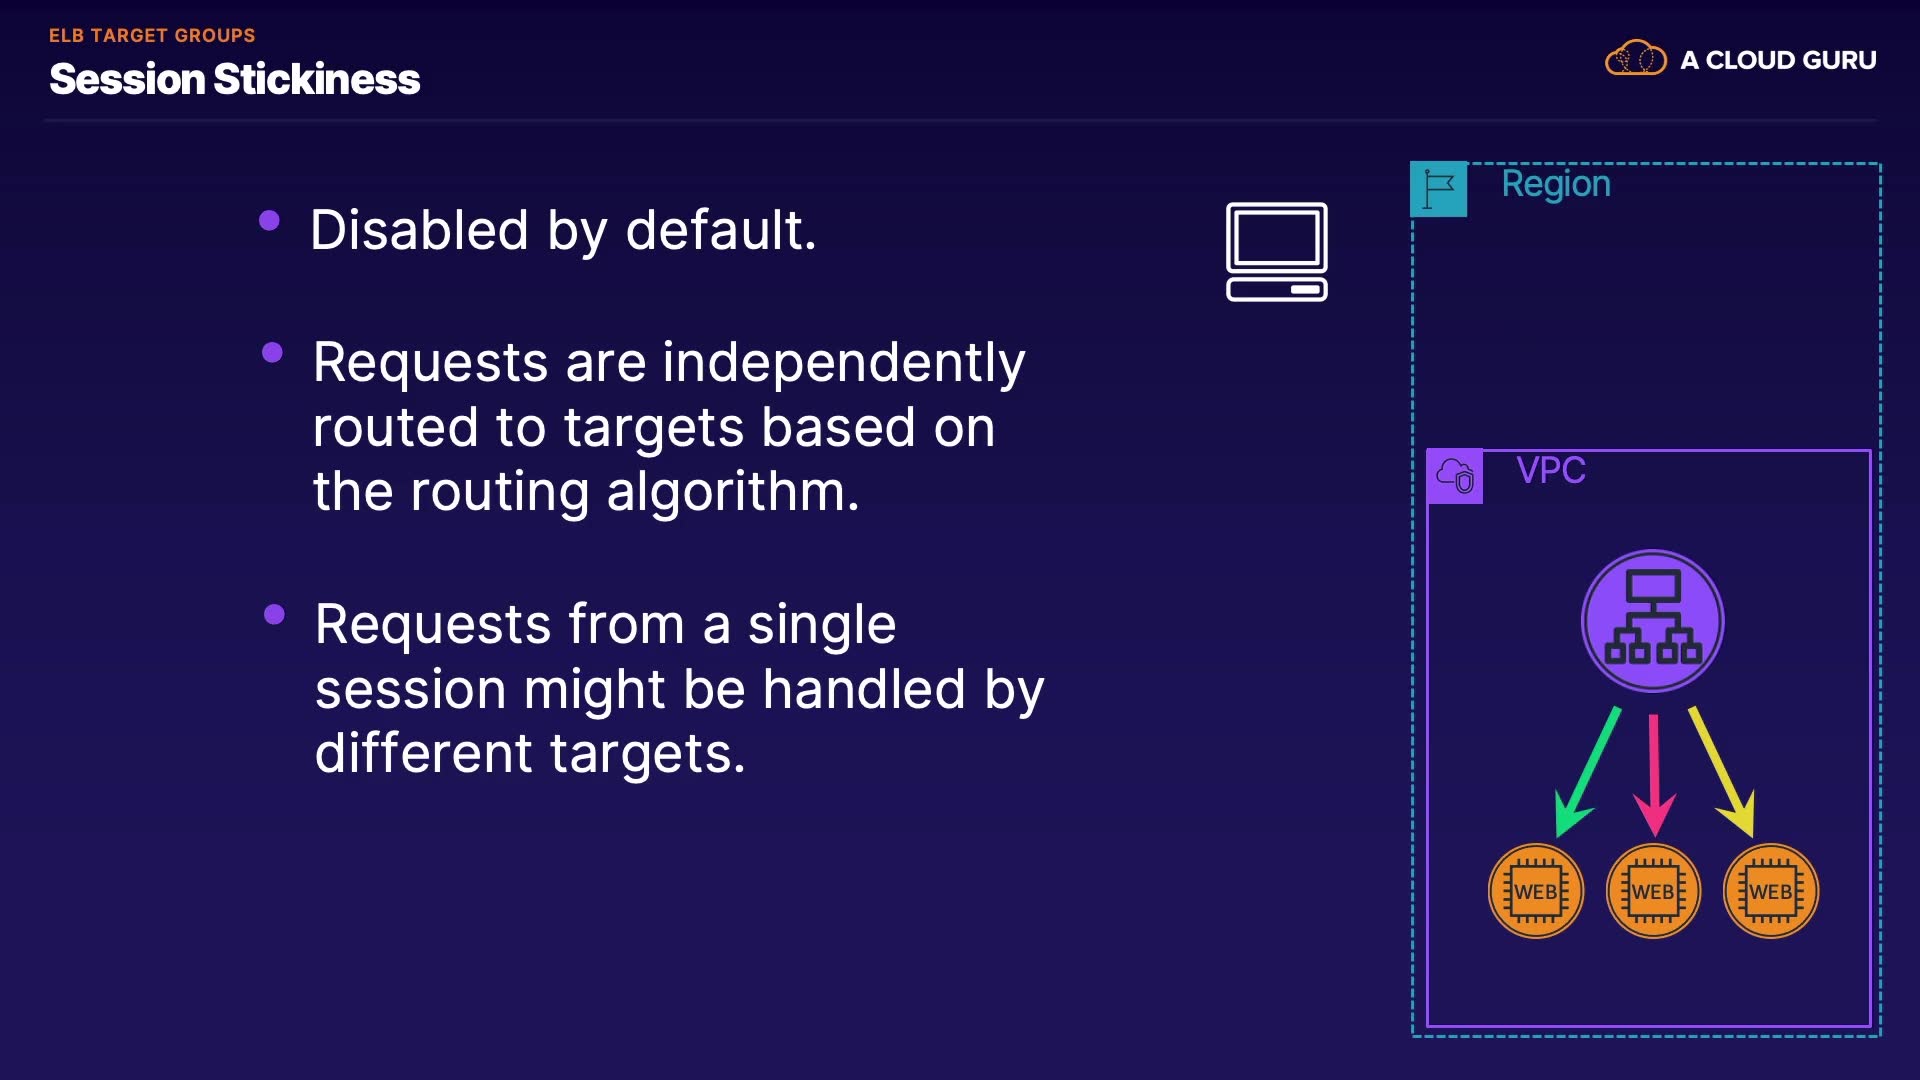 ELB TARGET GROUPS
Session Stickiness
A CLOUD GURU
Disabled by default.
Requests are independently
routed to targets based on
the routing algorithm.
Requests from a single
session might be handled by
different targets.
Region
VPC
WEB
WEB
WEB